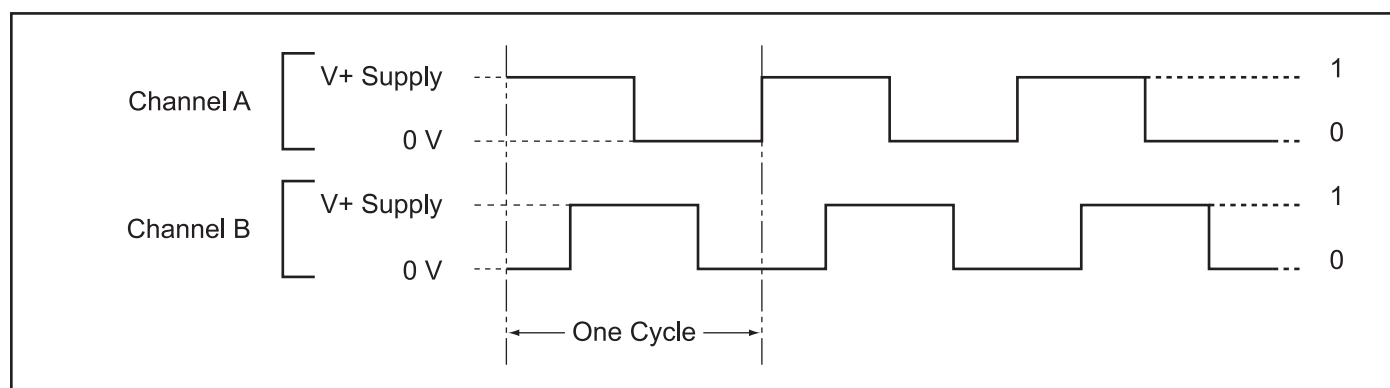 V+ Supply
1
Channel A
0 V
0
V+ Supply
1
Channel B
0 V
0
One Cycle